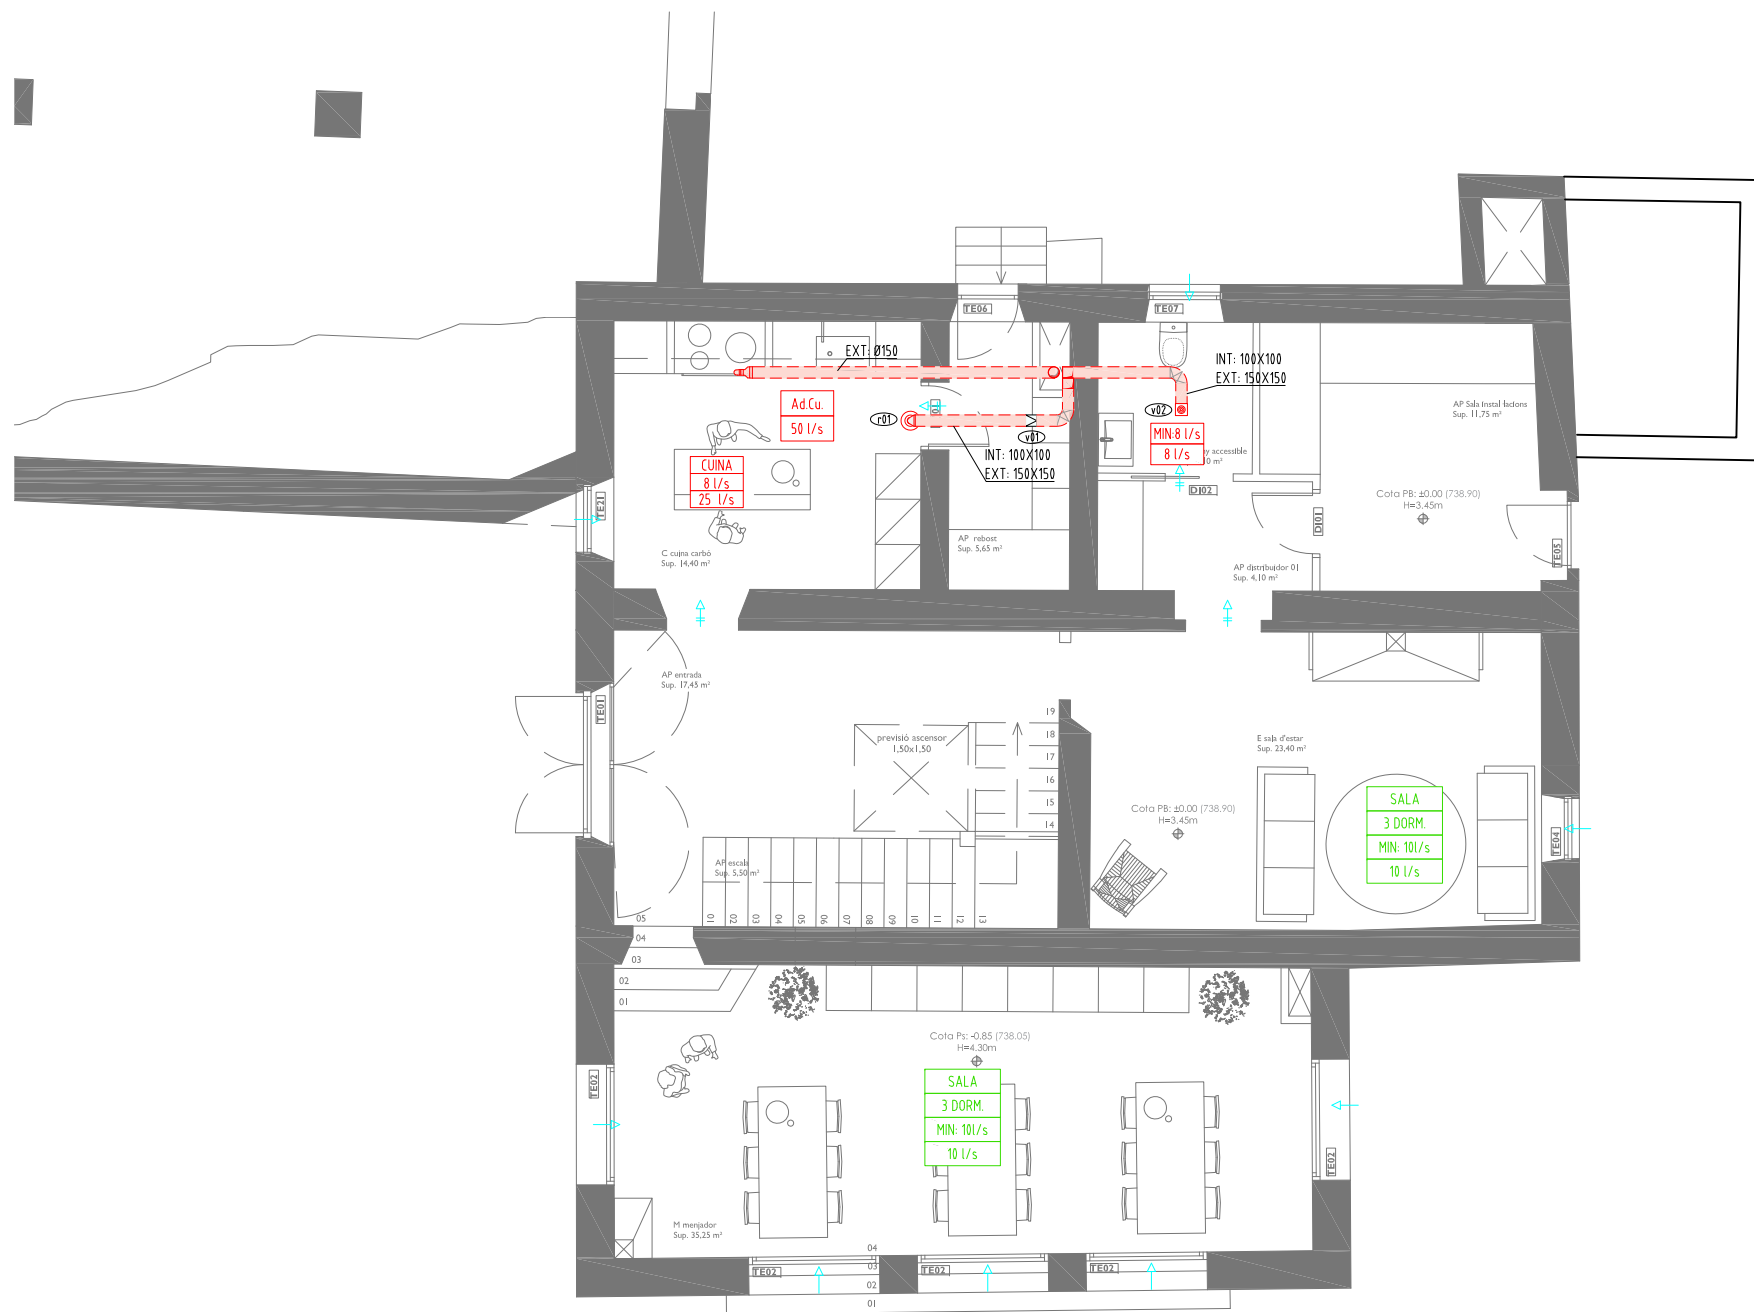 TE06
TE07
EXT: Ø150
INT: 100X100
EXT: 150X150
Ad.Cu.
50 l/s
r01
v01
v02
INT: 100X100
EXT: 150X150
MIN:8 l/s
8 l/s
accessible
AP Sala instal·lacions
Sup. 11,75 m²
CUINA
8 l/s
25 l/s
TE21
DI02
DI01
Cota PB: ±0.00 (738.90)
H=3.45m
C cuina carbó
Sup. 14,40 m²
AP rebost
Sup. 5,65 m²
AP distribuidor 01
Sup. 4,10 m²
TE05
AP entrada
Sup. 17,45 m²
TE01
previsió ascensor
1,50x1,50
19
18
17
16
15
14
E sala d'estar
Sup. 23,40 m²
Cota PB: ±0.00 (738.90)
H=3.45m
SALA
3 DORM.
MIN: 10l/s
10 l/s
TE04
AP escala
Sup. 5,50 m²
01
02
03
04
05
06
07
08
09
10
11
12
13
05
04
03
02
01
Cota Ps: -0.85 (738.05)
H=4.30m
SALA
3 DORM.
MIN: 10l/s
10 l/s
TE02
TE02
M menjador
Sup. 35,25 m²
TE02
TE02
TE02
04
03
02
01